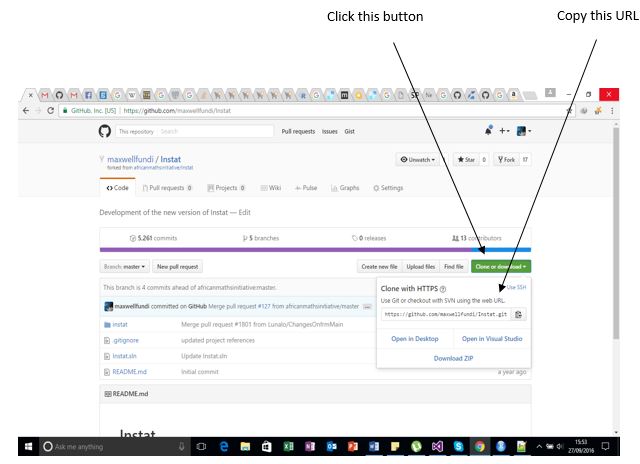 Click this button
Copy this URL
GitHub, Inc. [US] https://github.com/maxwellfundi/Instat
This repository Search
Pull requests Issues Gist
maxwellfundi / Instat
forked from africanmathsinitiative/Instat
Unwatch Star 0 Fork 17
Code Pull requests 0 Projects 0 Wiki Pulse Graphs Settings
Development of the new version of Instat — Edit
5,261 commits 5 branches 0 releases 13 contributors
Branch: master New pull request Create new file Upload files Find file Clone or download
This branch is 4 commits ahead of africanmathsinitiative:master.
Clone with HTTPS Use SSH
Use Git or checkout with SVN using the web URL.
https://github.com/maxwellfundi/Instat.git
Open in Desktop Open in Visual Studio
Download ZIP
maxwellfundi committed on GitHub Merge pull request #127 from africanmathsinitiative/master
instat Merge pull request #1801 from Lunalo/ChangesOnfrmMain
.gitignore updated project references
Instat.sln Update Instat.sln
README.md Initial commit a year ago
README.md
Instat
Ask me anything
15:53
27/09/2016